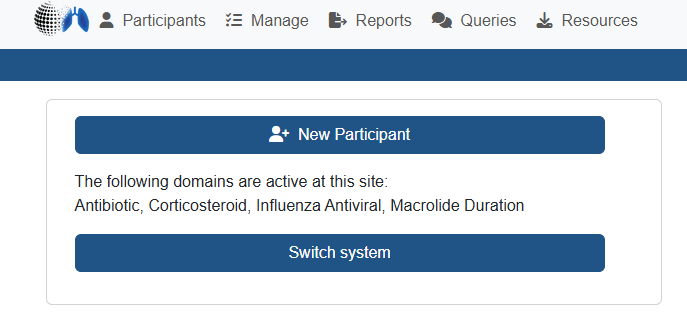 Participants Manage Reports Queries Resources
New Participant
The following domains are active at this site:
Antibiotic, Corticosteroid, Influenza Antiviral, Macrolide Duration
Switch system